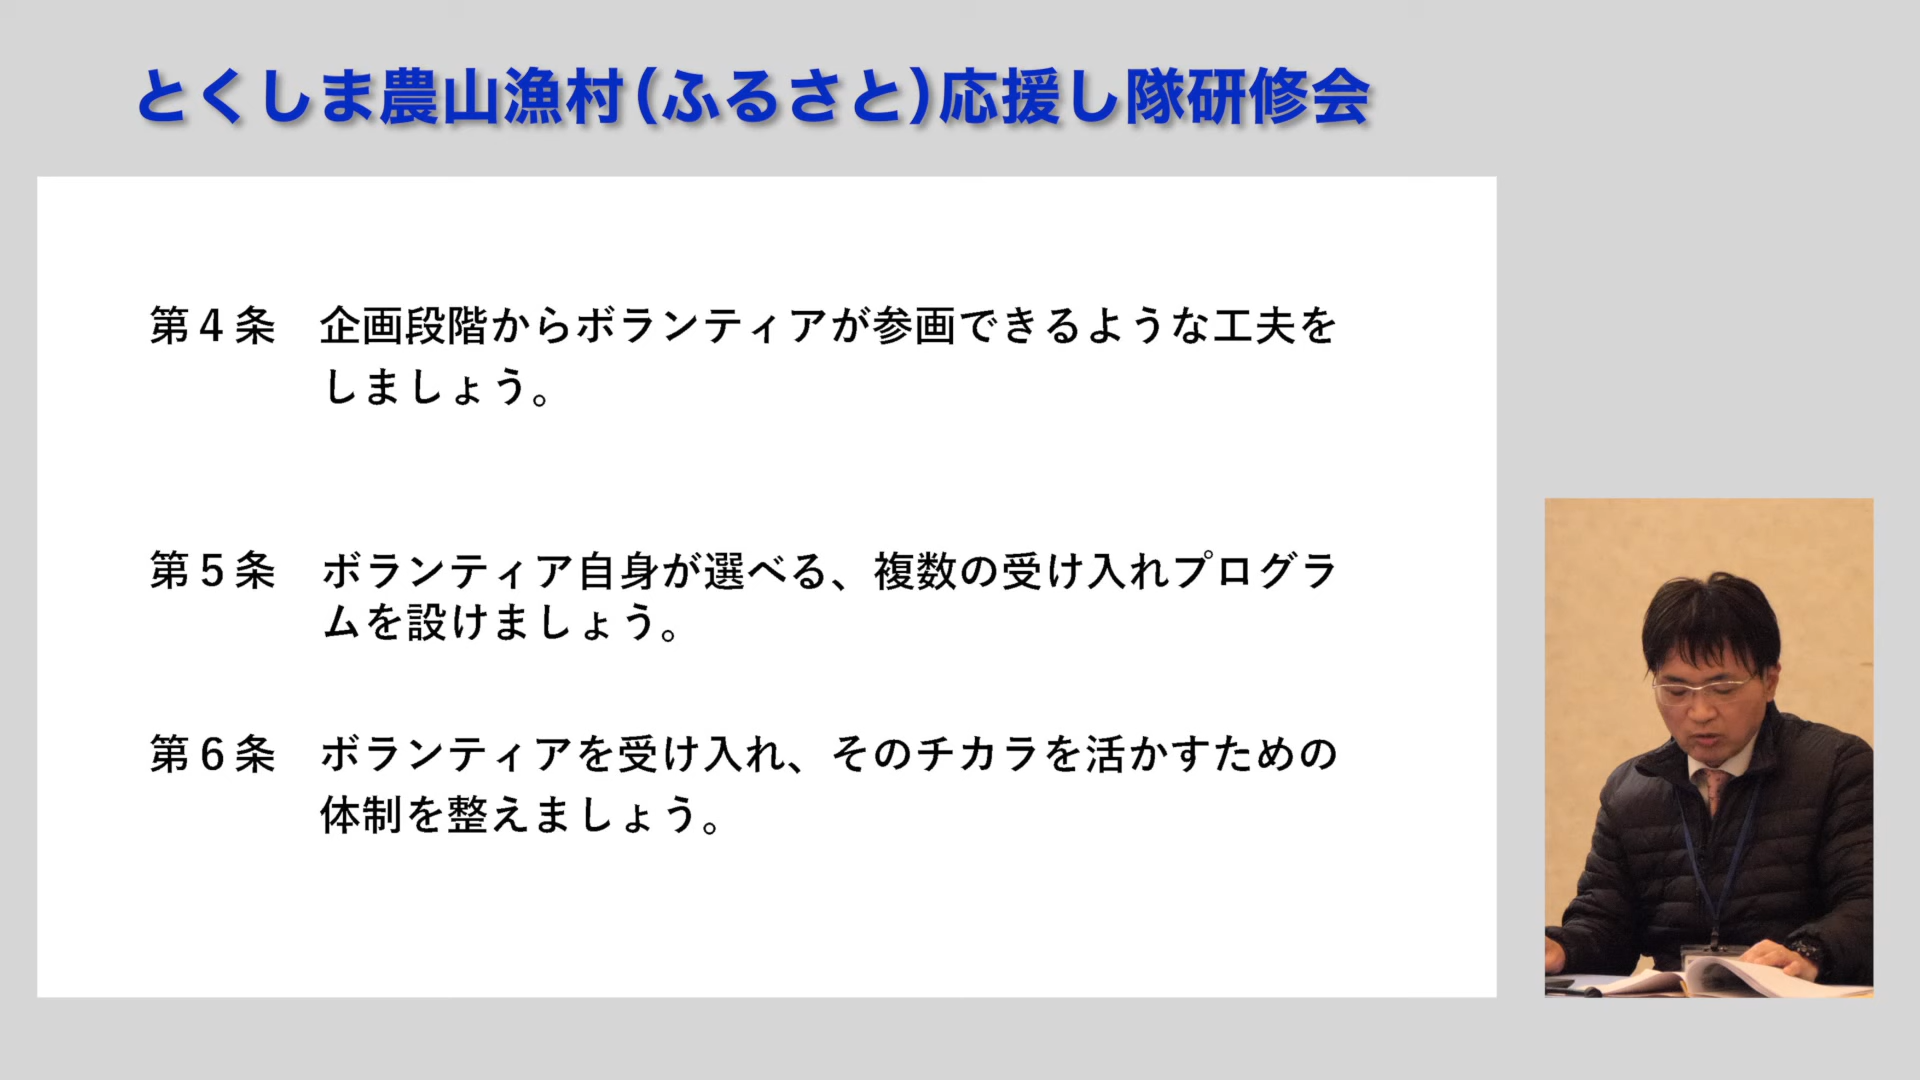 とくしま農山漁村(ふるさと)応援し隊研修会
第4条 企画段階からボランティアが参画できるような工夫を
しましょう。
第5条 ボランティア自身が選べる、複数の受け入れプログラ
ムを設けましょう。
第6条 ボランティアを受け入れ、そのチカラを活かすための
体制を整えましょう。